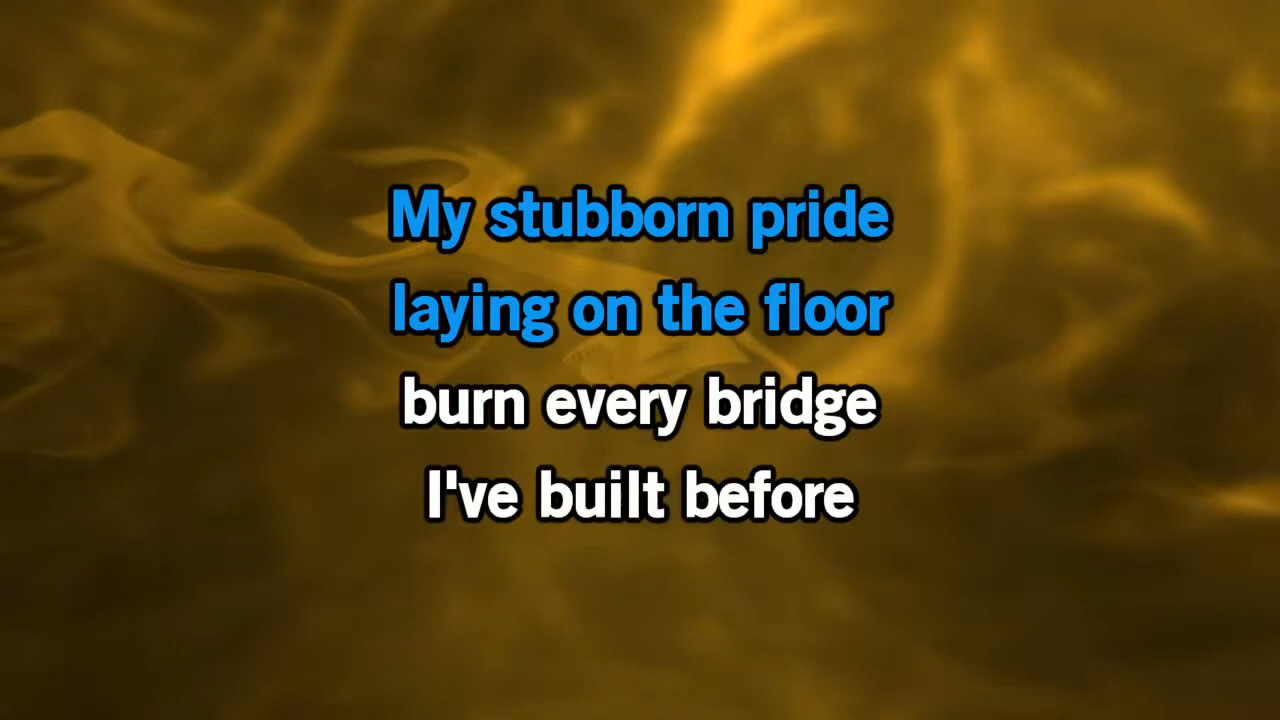 My stubborn pride
laying on the floor
burn every bridge
I've built before